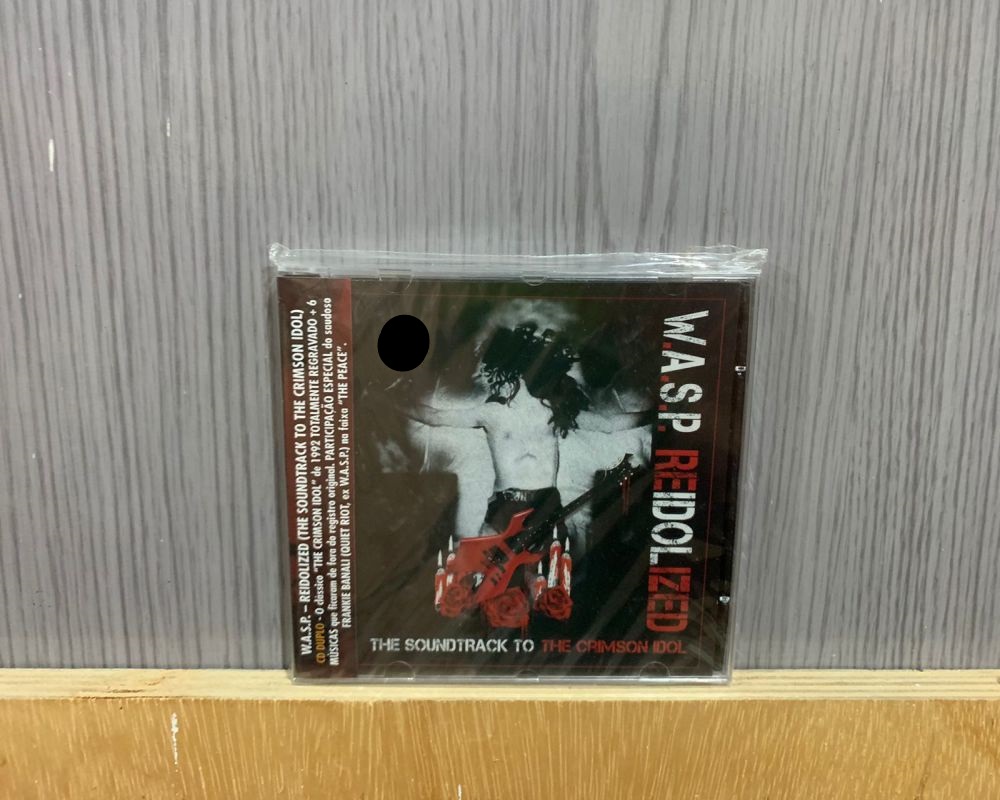 W.A.S.P. – REIDOLIZED (THE SOUNDTRACK TO THE CRIMSON IDOL)
CD DUPLO - O clássico "THE CRIMSON IDOL" de 1992 TOTALMENTE REGRAVADO + 6
MÚSICAS que ficaram de fora do registro original. PARTICIPAÇÃO ESPECIAL do saudoso
FRANKIE BANALI (QUIET RIOT, ex W.A.S.P.) na faixa "THE PEACE".
W.A.S.P. REIDOLIZED
THE SOUNDTRACK TO THE CRIMSON IDOL